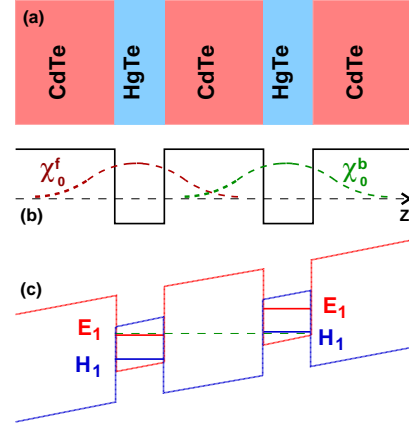 (a)
CdTe HgTe CdTe HgTe CdTe
χ₀ᶠ χ₀ᵇ
(b) z
(c)
E₁ E₁
H₁ H₁